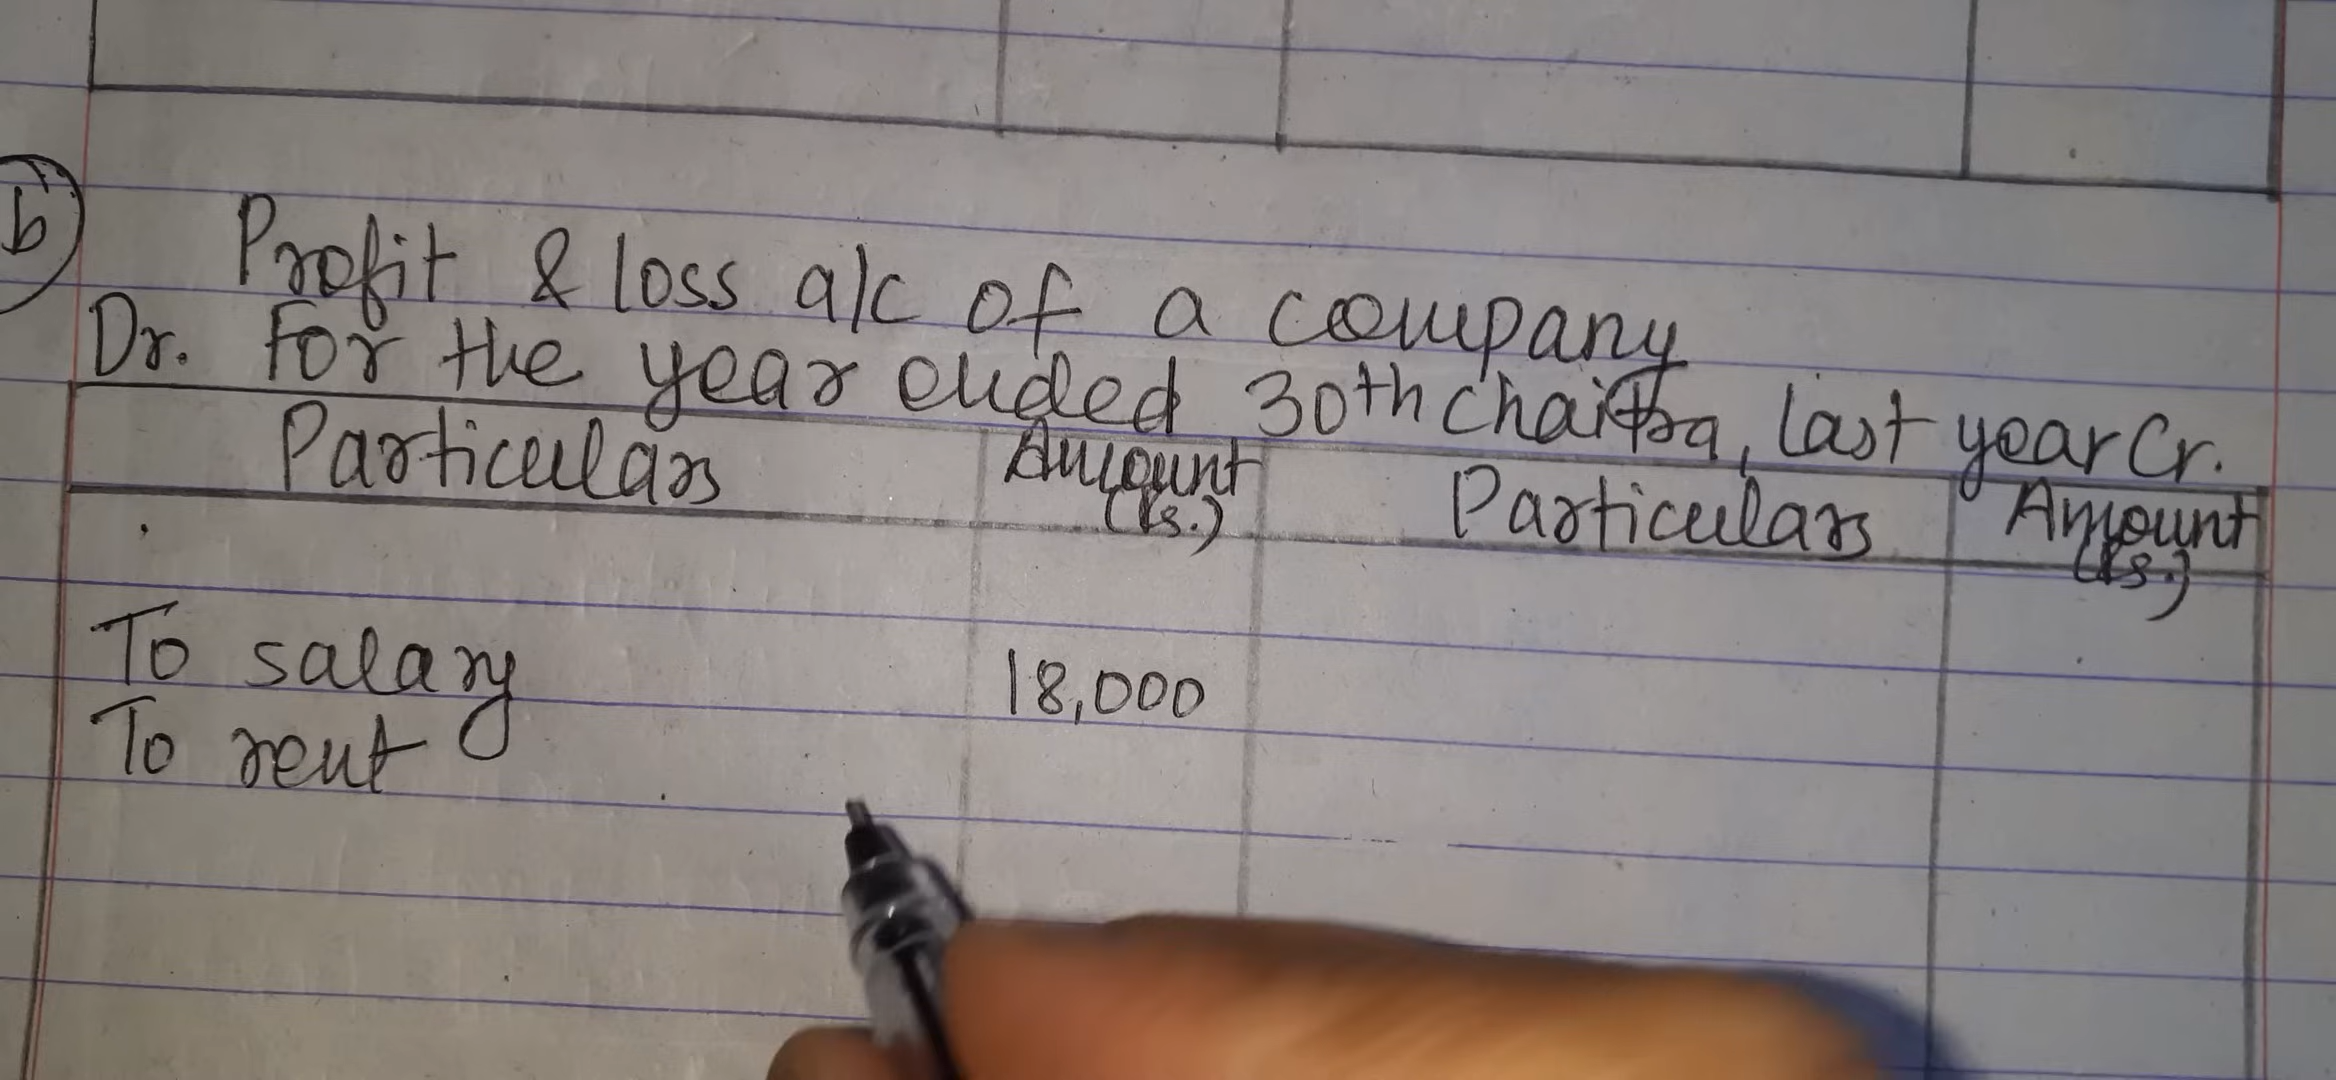 b
Profit & loss a/c of a company
Dr. For the year ended 30th chaitra, last year Cr.
Particulars Amount (Rs.) Particulars Amount (Rs.)
To salary 18,000
To rent